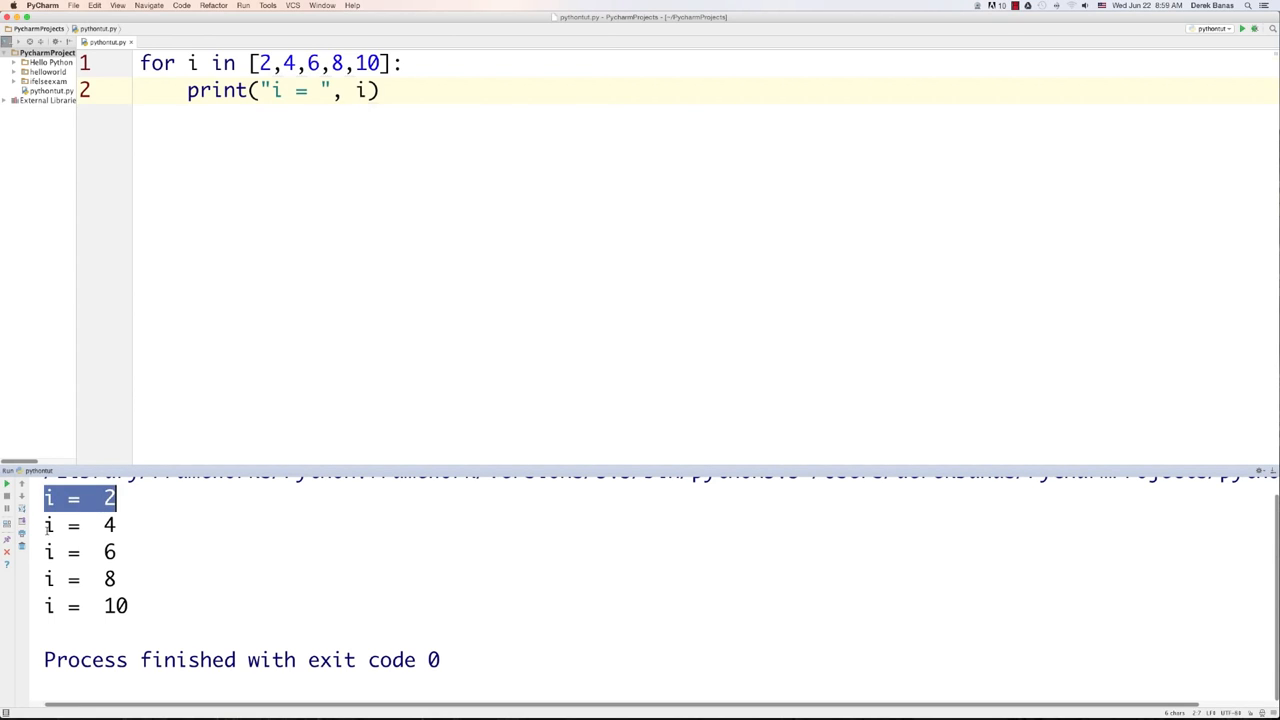 PyCharm File Edit View Navigate Code Refactor Run Tools VCS Window Help 10 Wed Jun 22 8:59 AM Derek Banas
pythontut.py - PycharmProjects - [~/PycharmProjects]
PycharmProjects pythontut.py pythontut
pythontut.py
PycharmProject
Hello Python
helloworld
ifelseexam
pythontut.py
External Librarie
1 for i in [2,4,6,8,10]:
2 print("i = ", i)
Run pythontut
i = 2
i = 4
i = 6
i = 8
i = 10
Process finished with exit code 0
6 chars 2:7 LF UTF-8